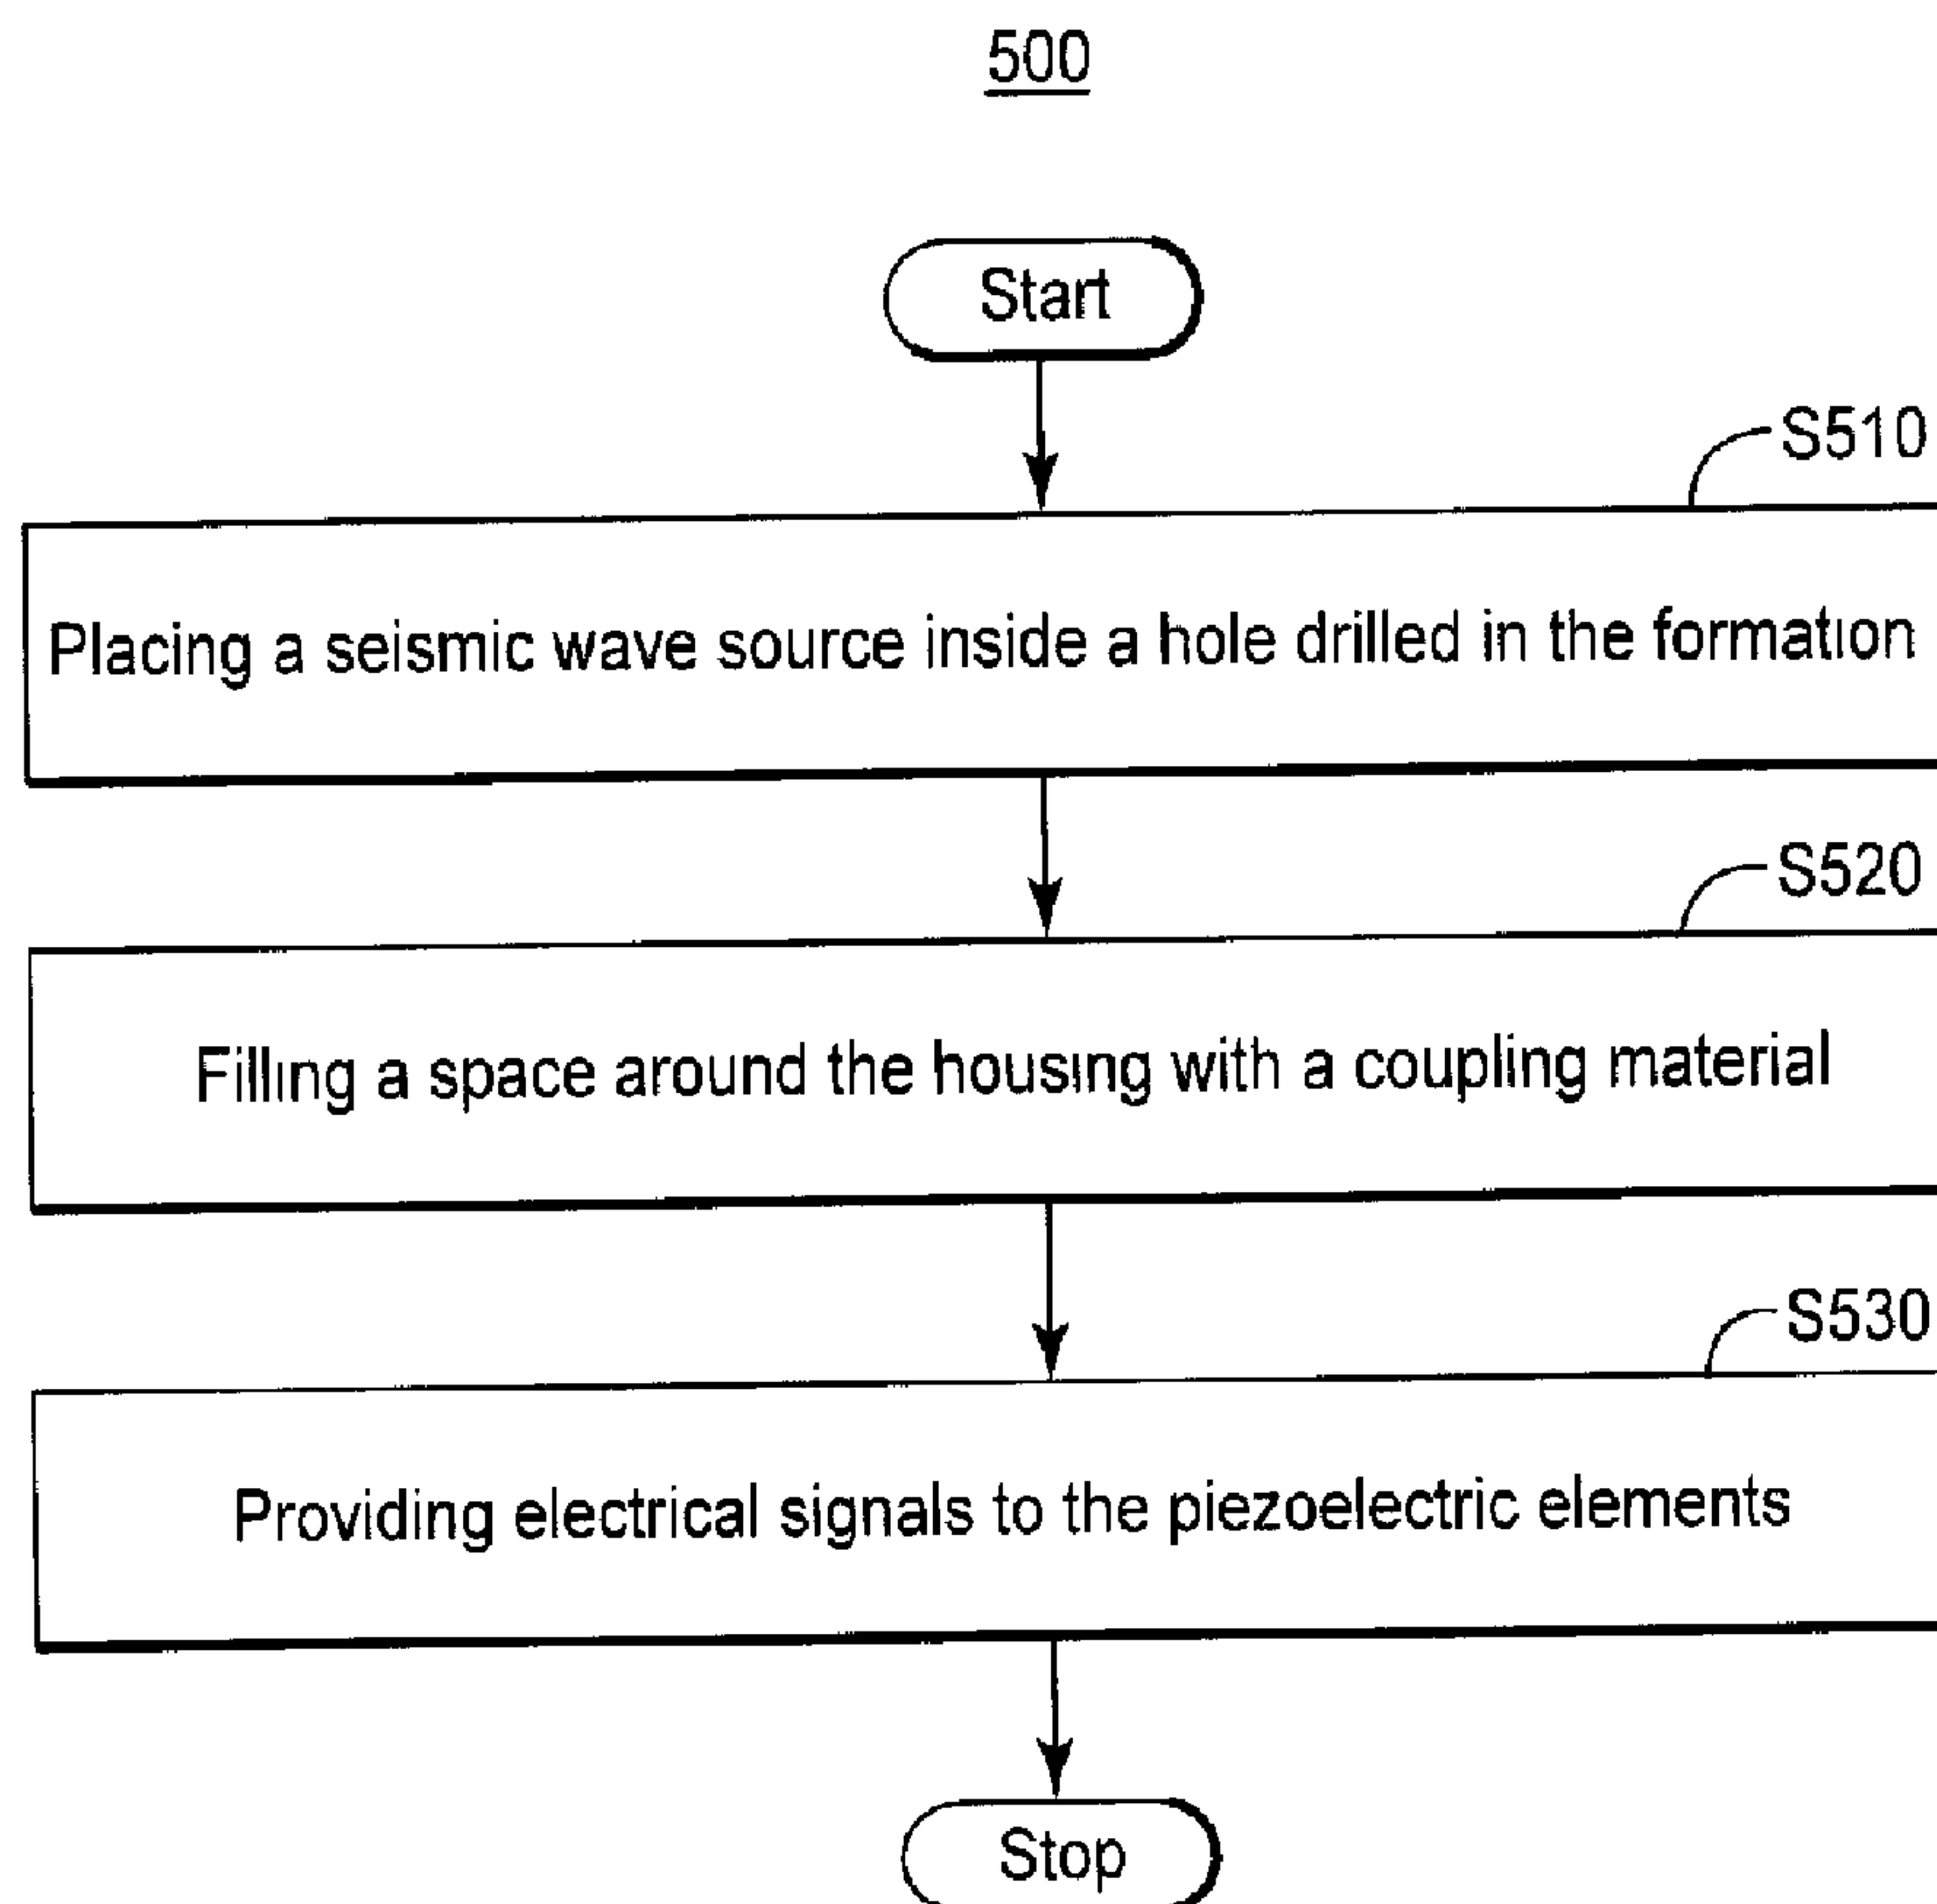 500
Start
S510
Placing a seismic wave source inside a hole drilled in the formation
S520
Filling a space around the housing with a coupling material
S530
Providing electrical signals to the piezoelectric elements
Stop